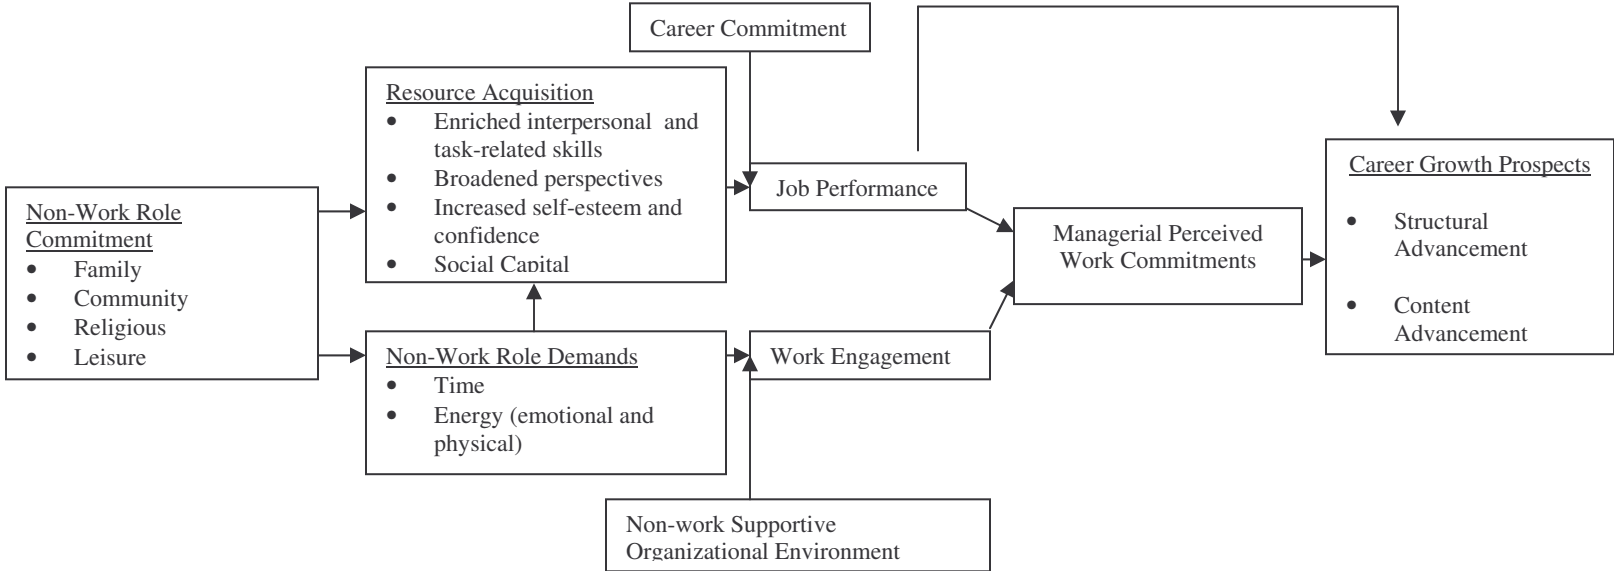 Career Commitment
Resource Acquisition
• Enriched interpersonal and
task-related skills
• Broadened perspectives
• Increased self-esteem and
confidence
• Social Capital
Non-Work Role
Commitment
• Family
• Community
• Religious
• Leisure
Job Performance
Career Growth Prospects
• Structural
Advancement
• Content
Advancement
Managerial Perceived
Work Commitments
Non-Work Role Demands
• Time
• Energy (emotional and
physical)
Work Engagement
Non-work Supportive
Organizational Environment